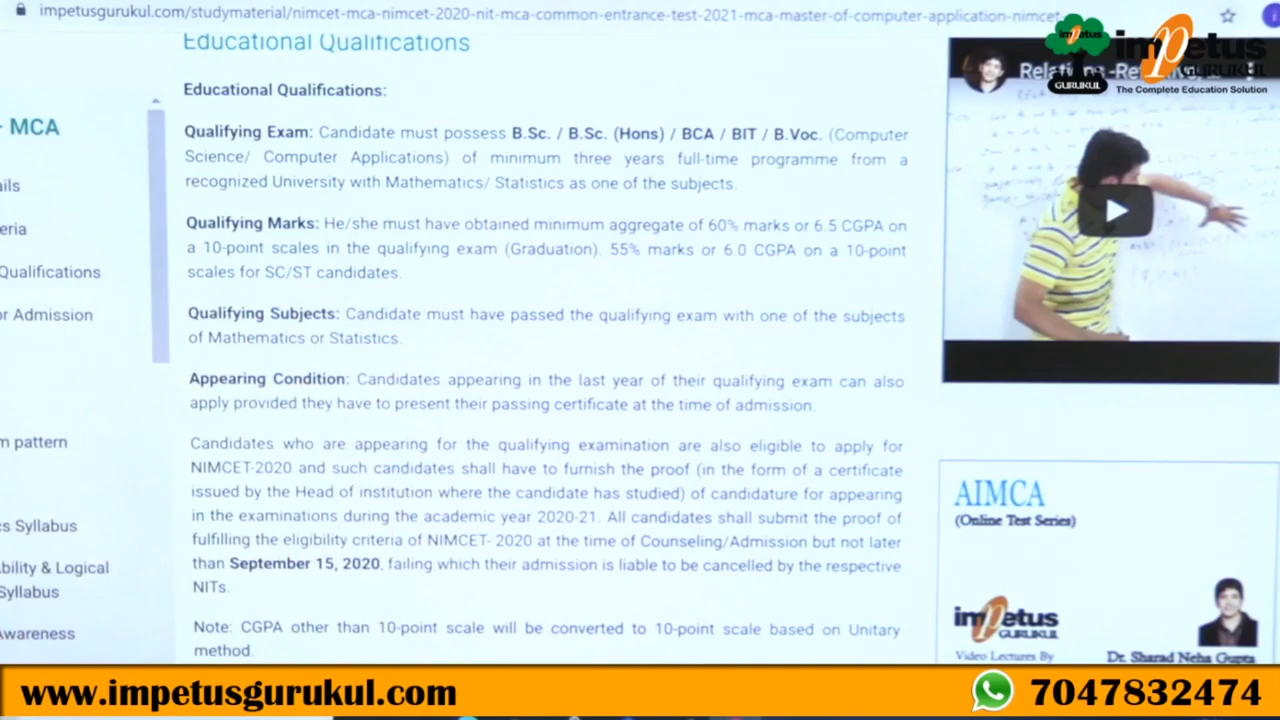 impetusgurukul.com/studymaterial/nimcet-mca-nimcet-2020-nit-mca-common-entrance-test-2021-mca-master-of-computer-application-nimcet-
Educational Qualifications
impetus
GURUKUL
impetus
GURUKUL
The Complete Education Solution
- MCA
ails
eria
Qualifications
or Admission
m pattern
cs Syllabus
bility & Logical
Syllabus
Awareness
Educational Qualifications:
Qualifying Exam: Candidate must possess B.Sc. / B.Sc. (Hons) / BCA / BIT / B.Voc. (Computer
Science/ Computer Applications) of minimum three years full-time programme from a
recognized University with Mathematics/ Statistics as one of the subjects.
Qualifying Marks: He/she must have obtained minimum aggregate of 60% marks or 6.5 CGPA on
a 10-point scales in the qualifying exam (Graduation). 55% marks or 6.0 CGPA on a 10-point
scales for SC/ST candidates.
Qualifying Subjects: Candidate must have passed the qualifying exam with one of the subjects
of Mathematics or Statistics.
Appearing Condition: Candidates appearing in the last year of their qualifying exam can also
apply provided they have to present their passing certificate at the time of admission.
Candidates who are appearing for the qualifying examination are also eligible to apply for
NIMCET-2020 and such candidates shall have to furnish the proof (in the form of a certificate
issued by the Head of institution where the candidate has studied) of candidature for appearing
in the examinations during the academic year 2020-21. All candidates shall submit the proof of
fulfilling the eligibility criteria of NIMCET- 2020 at the time of Counseling/Admission but not later
than September 15, 2020, failing which their admission is liable to be cancelled by the respective
NITs.
Note: CGPA other than 10-point scale will be converted to 10-point scale based on Unitary
method.
AIMCA
(Online Test Series)
impetus
GURUKUL
Video Lectures By
Dr. Sharad Neha Gupta
www.impetusgurukul.com
7047832474